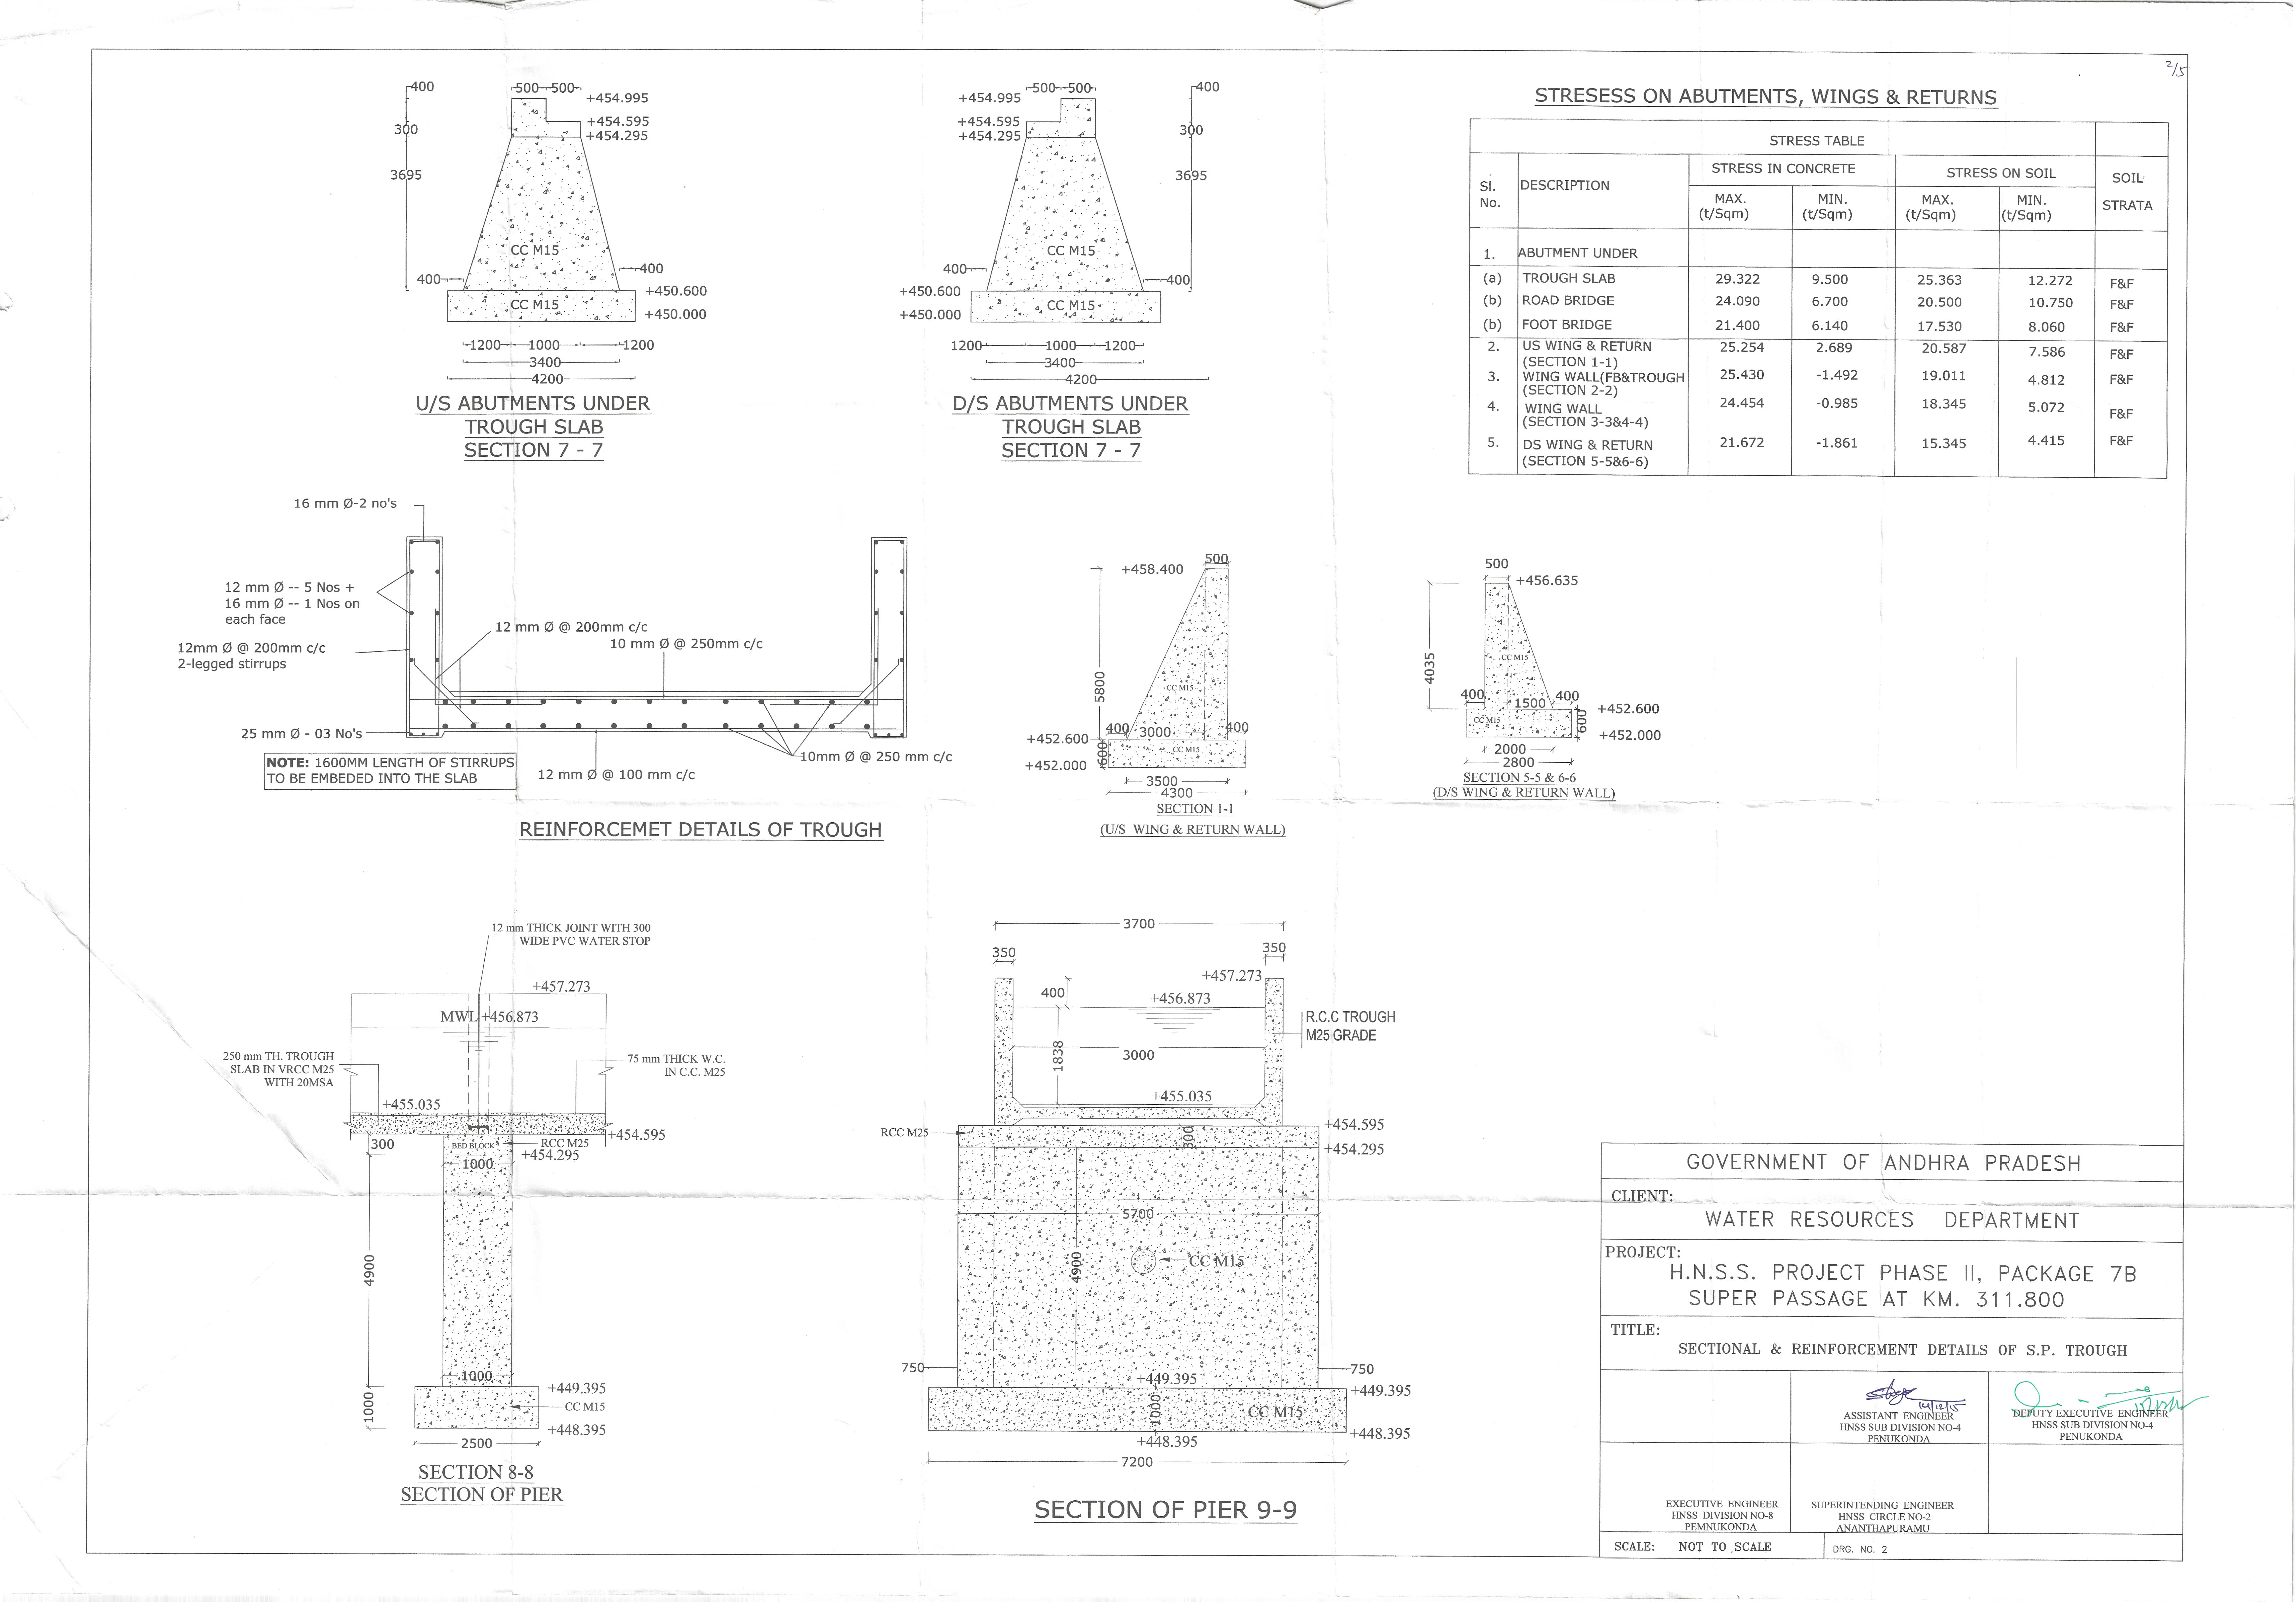 2/5
400
500 500
+454.995
+454.595
+454.295
300
3695
CC M15
400
400
+450.600
CC M15
+450.000
1200 1000 1200
3400
4200
U/S ABUTMENTS UNDER
TROUGH SLAB
SECTION 7 - 7
500 500
400
+454.995
+454.595
+454.295
300
3695
CC M15
400
400
+450.600
CC M15
+450.000
1200 1000 1200
3400
4200
D/S ABUTMENTS UNDER
TROUGH SLAB
SECTION 7 - 7
STRESESS ON ABUTMENTS, WINGS & RETURNS
STRESS TABLE
Sl. No. DESCRIPTION STRESS IN CONCRETE STRESS ON SOIL SOIL STRATA
MAX. (t/Sqm) MIN. (t/Sqm) MAX. (t/Sqm) MIN. (t/Sqm)
1. ABUTMENT UNDER
(a) TROUGH SLAB 29.322 9.500 25.363 12.272 F&F
(b) ROAD BRIDGE 24.090 6.700 20.500 10.750 F&F
(b) FOOT BRIDGE 21.400 6.140 17.530 8.060 F&F
2. US WING & RETURN 25.254 2.689 20.587 7.586 F&F
(SECTION 1-1)
3. WING WALL(FB&TROUGH 25.430 -1.492 19.011 4.812 F&F
(SECTION 2-2)
4. WING WALL 24.454 -0.985 18.345 5.072 F&F
(SECTION 3-3&4-4)
5. DS WING & RETURN 21.672 -1.861 15.345 4.415 F&F
(SECTION 5-5&6-6)
16 mm Ø-2 no's
12 mm Ø -- 5 Nos +
16 mm Ø -- 1 Nos on
each face
12mm Ø @ 200mm c/c
2-legged stirrups
12 mm Ø @ 200mm c/c
10 mm Ø @ 250mm c/c
25 mm Ø - 03 No's
NOTE: 1600MM LENGTH OF STIRRUPS
TO BE EMBEDED INTO THE SLAB
12 mm Ø @ 100 mm c/c
10mm Ø @ 250 mm c/c
REINFORCEMET DETAILS OF TROUGH
500
+458.400
5800
CC M15
400 3000 400
+452.600
600
CC M15
+452.000
3500
4300
SECTION 1-1
(U/S WING & RETURN WALL)
500
+456.635
4035
CC M15
400 1500 400
+452.600
CC M15
600
+452.000
2000
2800
SECTION 5-5 & 6-6
(D/S WING & RETURN WALL)
12 mm THICK JOINT WITH 300
WIDE PVC WATER STOP
+457.273
MWL +456.873
250 mm TH. TROUGH
SLAB IN VRCC M25
WITH 20MSA
75 mm THICK W.C.
IN C.C. M25
+455.035
+454.595
300
BED BLOCK
RCC M25
+454.295
1000
4900
1000
+449.395
1000
CC M15
+448.395
2500
SECTION 8-8
SECTION OF PIER
3700
350
350
+457.273
400
+456.873
R.C.C TROUGH
M25 GRADE
1838
3000
+455.035
RCC M25
+454.595
300
+454.295
5700
4900
CC M15
750
750
+449.395
+449.395
1000
CC M15
+448.395
+448.395
7200
SECTION OF PIER 9-9
GOVERNMENT OF ANDHRA PRADESH
CLIENT:
WATER RESOURCES DEPARTMENT
PROJECT:
H.N.S.S. PROJECT PHASE II, PACKAGE 7B
SUPER PASSAGE AT KM. 311.800
TITLE:
SECTIONAL & REINFORCEMENT DETAILS OF S.P. TROUGH
14/12/15
ASSISTANT ENGINEER
HNSS SUB DIVISION NO-4
PENUKONDA
DEPUTY EXECUTIVE ENGINEER
HNSS SUB DIVISION NO-4
PENUKONDA
EXECUTIVE ENGINEER
HNSS DIVISION NO-8
PEMNUKONDA
SUPERINTENDING ENGINEER
HNSS CIRCLE NO-2
ANANTHAPURAMU
SCALE: NOT TO SCALE
DRG. NO. 2